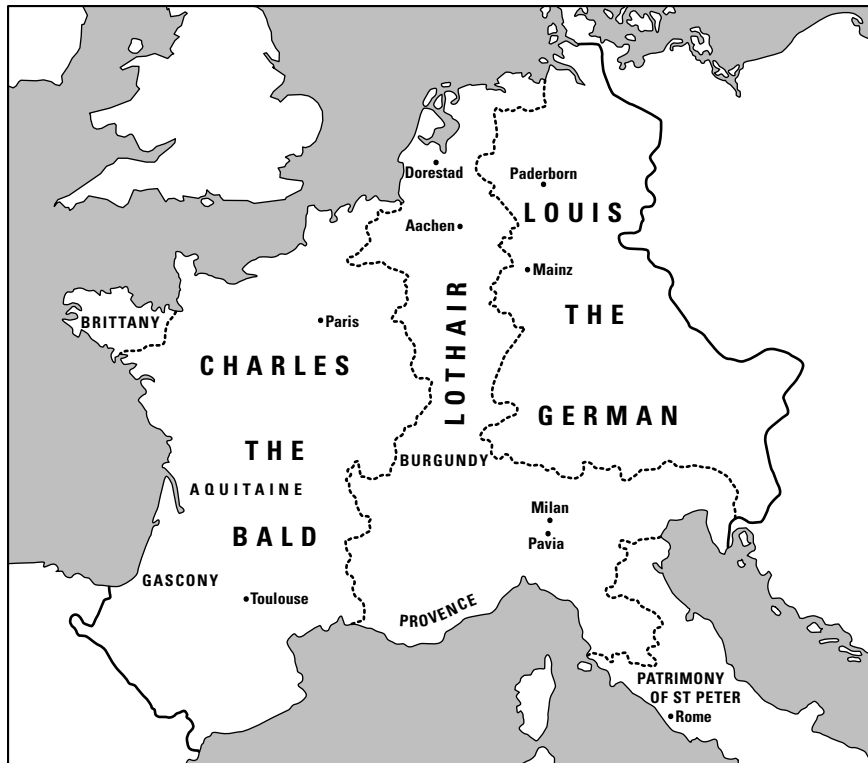 Dorestad
Paderborn
LOUIS
Aachen
Mainz
BRITTANY
Paris
THE
LOTHAIR
CHARLES
GERMAN
THE
BURGUNDY
AQUITAINE
Milan
BALD
Pavia
GASCONY
Toulouse
PROVENCE
PATRIMONY
OF ST PETER
Rome